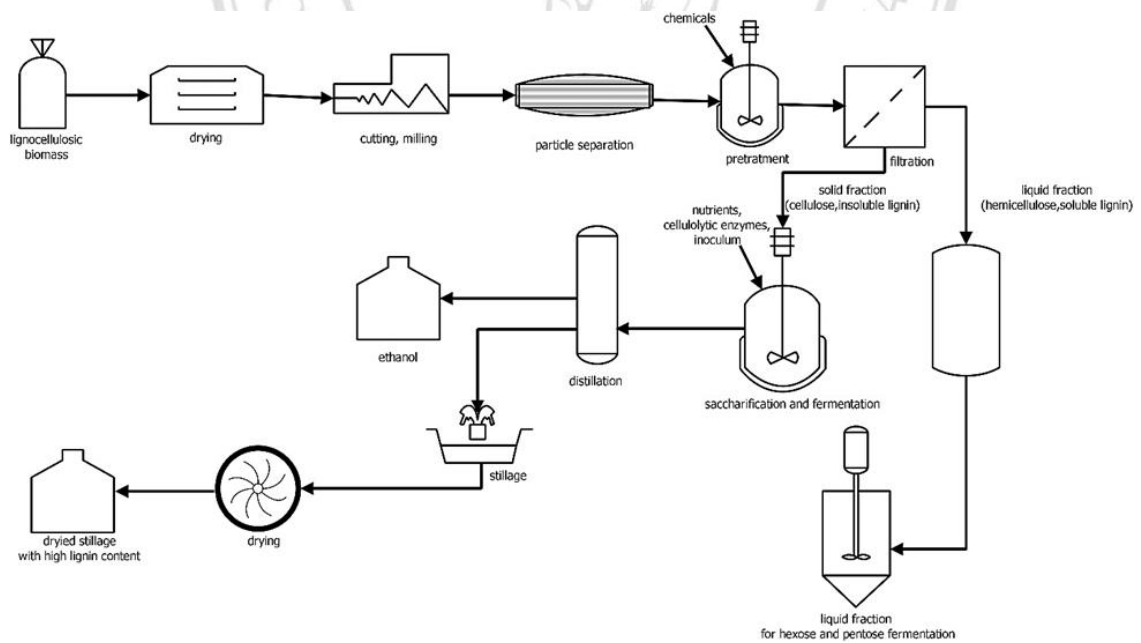 chemicals
lignocellulosic
biomass
drying
cutting, milling
particle separation
pretratment
filtration
solid fraction
(cellulose,insoluble lignin)
liquid fraction
(hemicellulose,soluble lignin)
nutrients,
cellulolytic enzymes,
inoculum
ethanol
distillation
saccharification and fermentation
stillage
dryied stillage
with high lignin content
drying
liquid fraction
for hexose and pentose fermentation